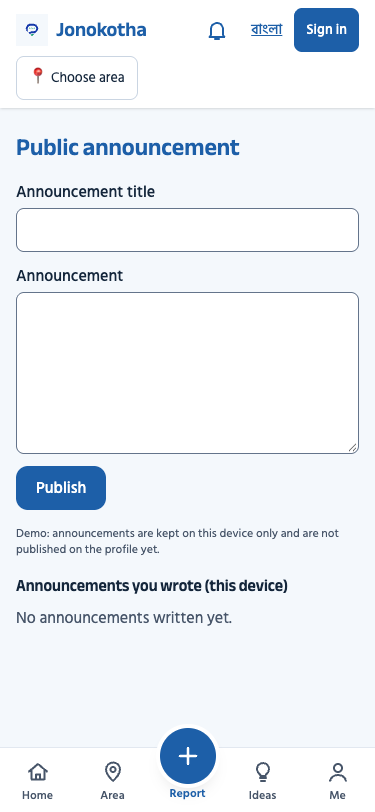 Jonokotha
বাংলা
Sign in
Choose area
Public announcement
Announcement title
Announcement
Publish
Demo: announcements are kept on this device only and are not
published on the profile yet.
Announcements you wrote (this device)
No announcements written yet.
Home
Area
Report
Ideas
Me